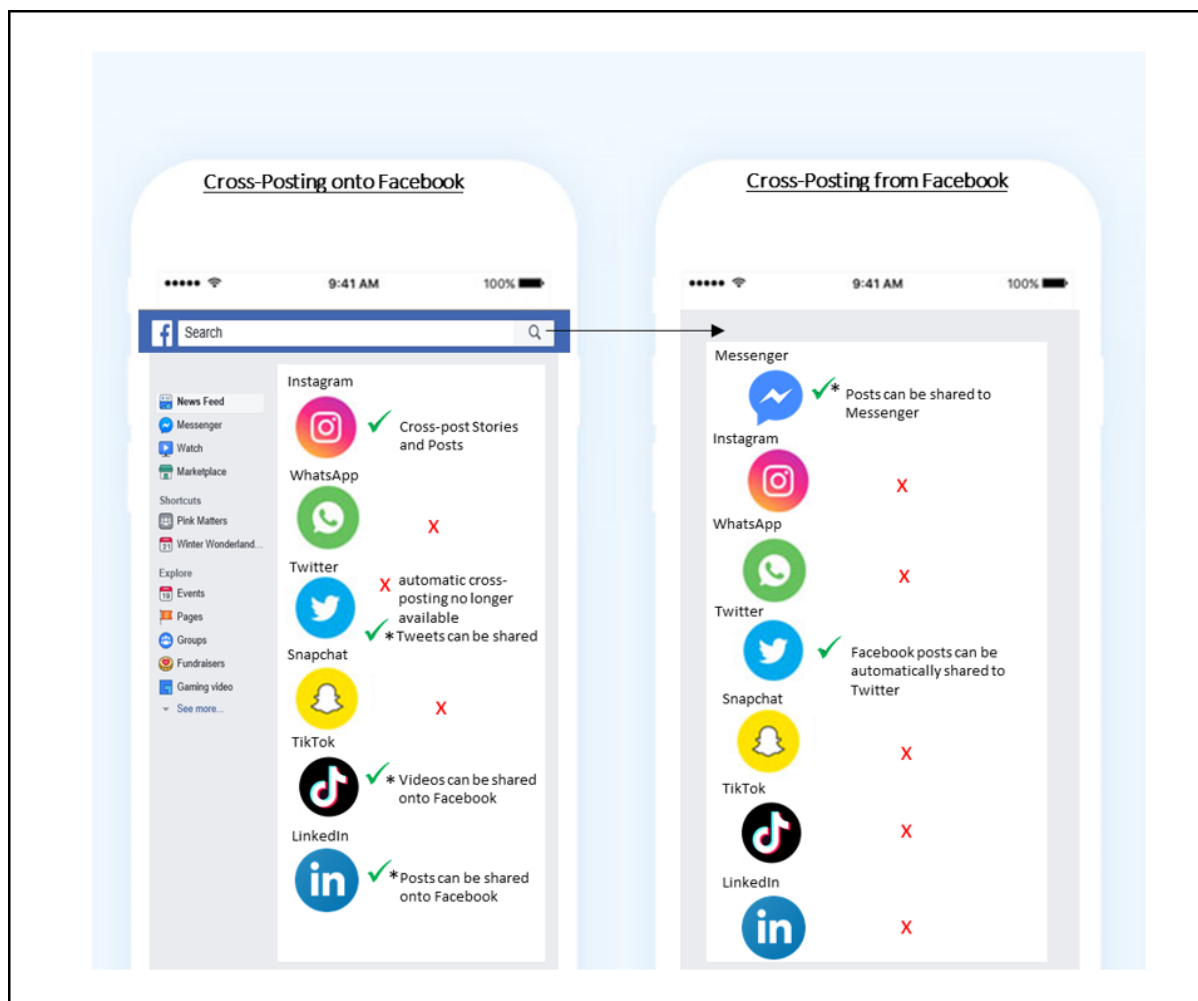 Cross-Posting onto Facebook
9:41 AM
100%
f
Search
News Feed
Messenger
Watch
Marketplace
Shortcuts
Pink Matters
21 Winter Wonderland...
Explore
19 Events
Pages
Groups
Fundraisers
Gaming video
See more...
Instagram
✓ Cross-post Stories
and Posts
WhatsApp
X
Twitter
X automatic cross-
posting no longer
available
✓* Tweets can be shared
Snapchat
X
TikTok
✓* Videos can be shared
onto Facebook
LinkedIn
in
✓*Posts can be shared
onto Facebook
Cross-Posting from Facebook
9:41 AM
100%
Messenger
✓* Posts can be shared to
Messenger
Instagram
X
WhatsApp
X
Twitter
✓ Facebook posts can be
automatically shared to
Twitter
Snapchat
X
TikTok
X
LinkedIn
in
X